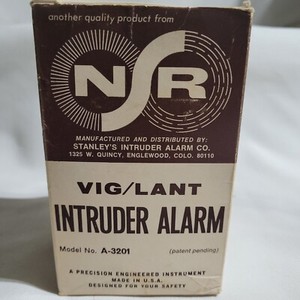 another quality product from
NSR
MANUFACTURED AND DISTRIBUTED BY:
STANLEY'S INTRUDER ALARM CO.
1325 W. QUINCY, ENGLEWOOD, COLO. 80110
VIG/LANT
INTRUDER ALARM
Model No. A-3201 (patent pending)
A PRECISION ENGINEERED INSTRUMENT
MADE IN U.S.A.
DESIGNED FOR YOUR SAFETY